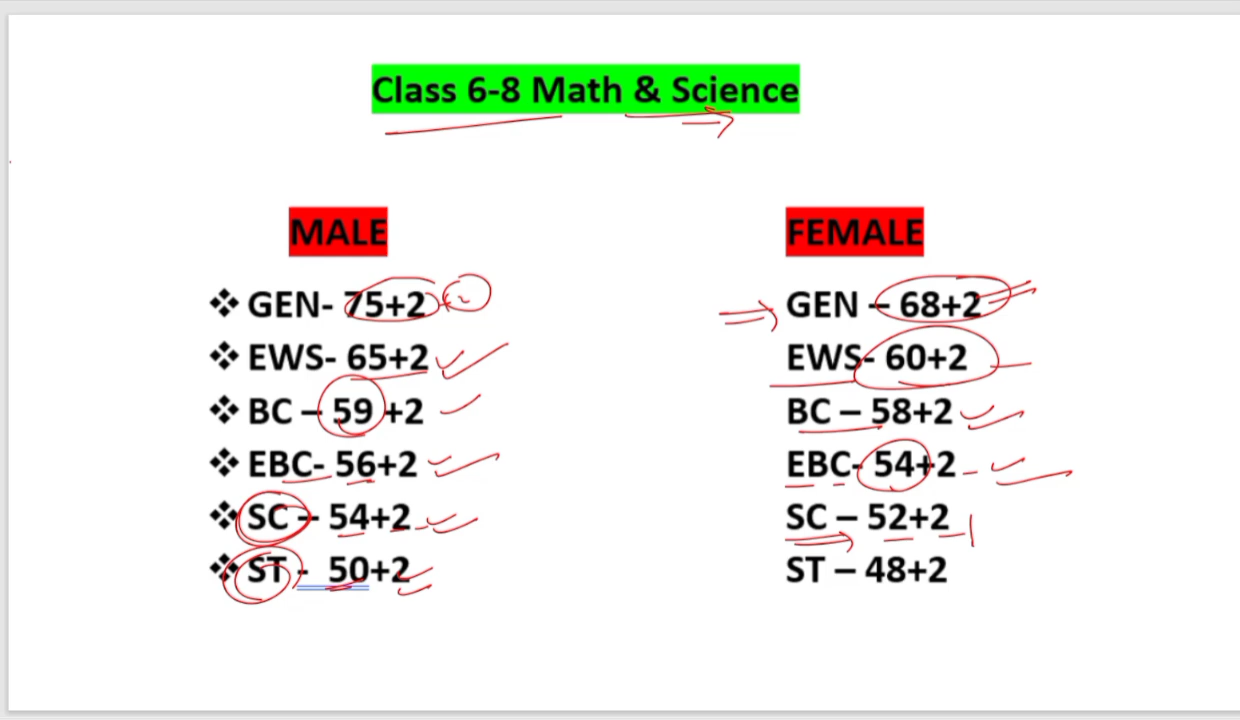 Class 6-8 Math & Science
MALE
❖ GEN- 75+2
❖ EWS- 65+2
❖ BC – 59 +2
❖ EBC- 56+2
❖ SC – 54+2
❖ ST - 50+2
FEMALE
GEN – 68+2
EWS- 60+2
BC – 58+2
EBC- 54+2
SC – 52+2
ST – 48+2